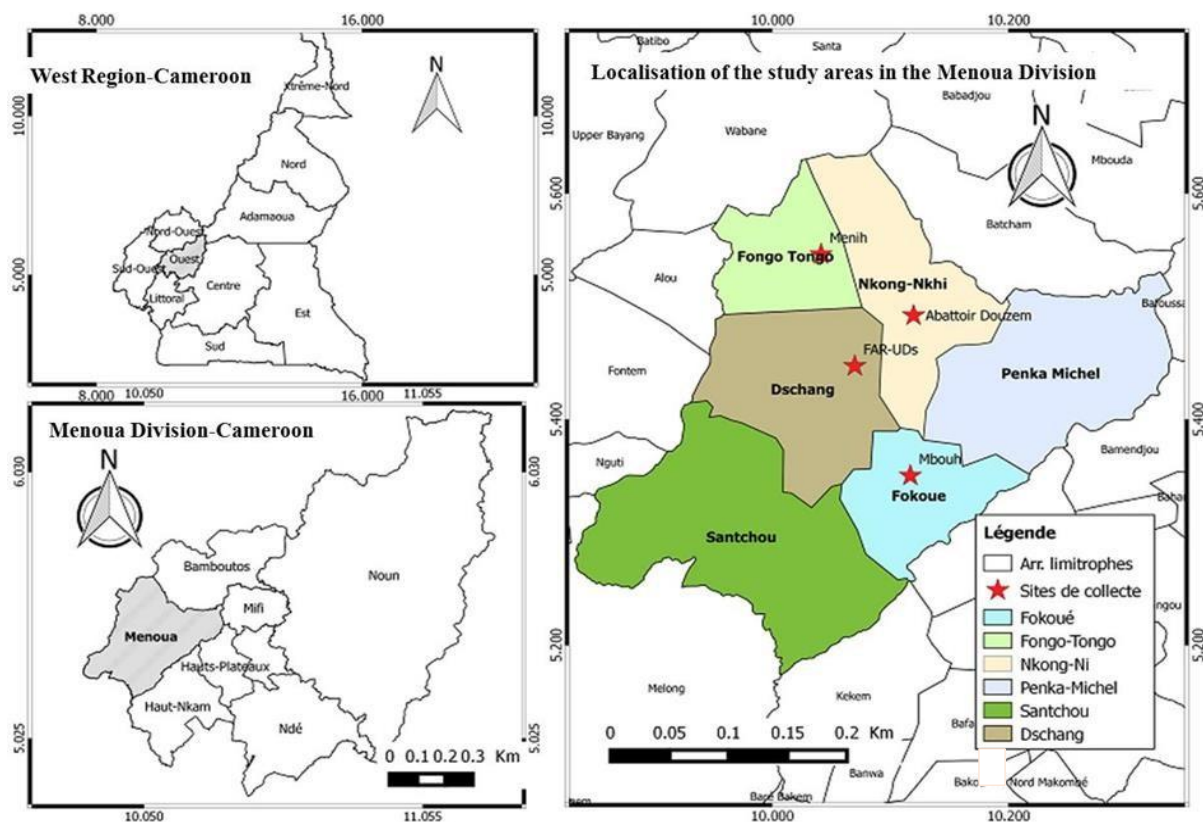 8.000
16.000
West Region-Cameroon
N
Xtrême-Nord
Nord
Adamaoua
Nord-Ouest
Ouest
Sud-Ouest
Littoral
Centre
Est
Sud
10.000
5.000
10.000
5.000
8.000
16.000
10.050
11.055
Menoua Division-Cameroon
N
Bamboutos
Noun
Mifi
Menoua
Hauts-Plateaux
Haut-Nkam
Ndé
0 0.1 0.2 0.3 Km
6.030
5.025
6.030
5.025
10.050
11.055
10.000
10.200
Batibo
Santa
Localisation of the study areas in the Menoua Division
Babadjou
N
Upper Bayang
Wabane
Mbouda
Batcham
Menih
Fongo Tongo
Alou
Nkong-Nkhi
Abattoir Douzem
FAR-UDs
Fontem
Dschang
Penka Michel
Bamendjou
Nguti
Mbouh
Fokoue
Santchou
Melong
Kekem
Banwa
Nord Makombé
Baré Bakem
Légende
Arr. limitrophes
Sites de collecte
Fokoué
Fongo-Tongo
Nkong-Ni
Penka-Michel
Santchou
Dschang
0 0.05 0.1 0.15 0.2 Km
5.600
5.400
5.200
5.600
5.400
5.200
10.000
10.200